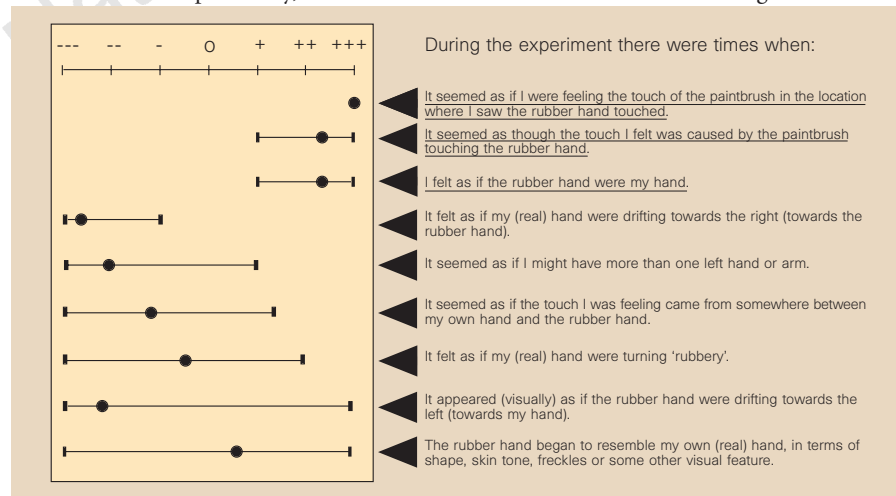 --- -- - O + ++ +++
During the experiment there were times when:
It seemed as if I were feeling the touch of the paintbrush in the location
where I saw the rubber hand touched.
It seemed as though the touch I felt was caused by the paintbrush
touching the rubber hand.
I felt as if the rubber hand were my hand.
It felt as if my (real) hand were drifting towards the right (towards the
rubber hand).
It seemed as if I might have more than one left hand or arm.
It seemed as if the touch I was feeling came from somewhere between
my own hand and the rubber hand.
It felt as if my (real) hand were turning ‘rubbery’.
It appeared (visually) as if the rubber hand were drifting towards the
left (towards my hand).
The rubber hand began to resemble my own (real) hand, in terms of
shape, skin tone, freckles or some other visual feature.